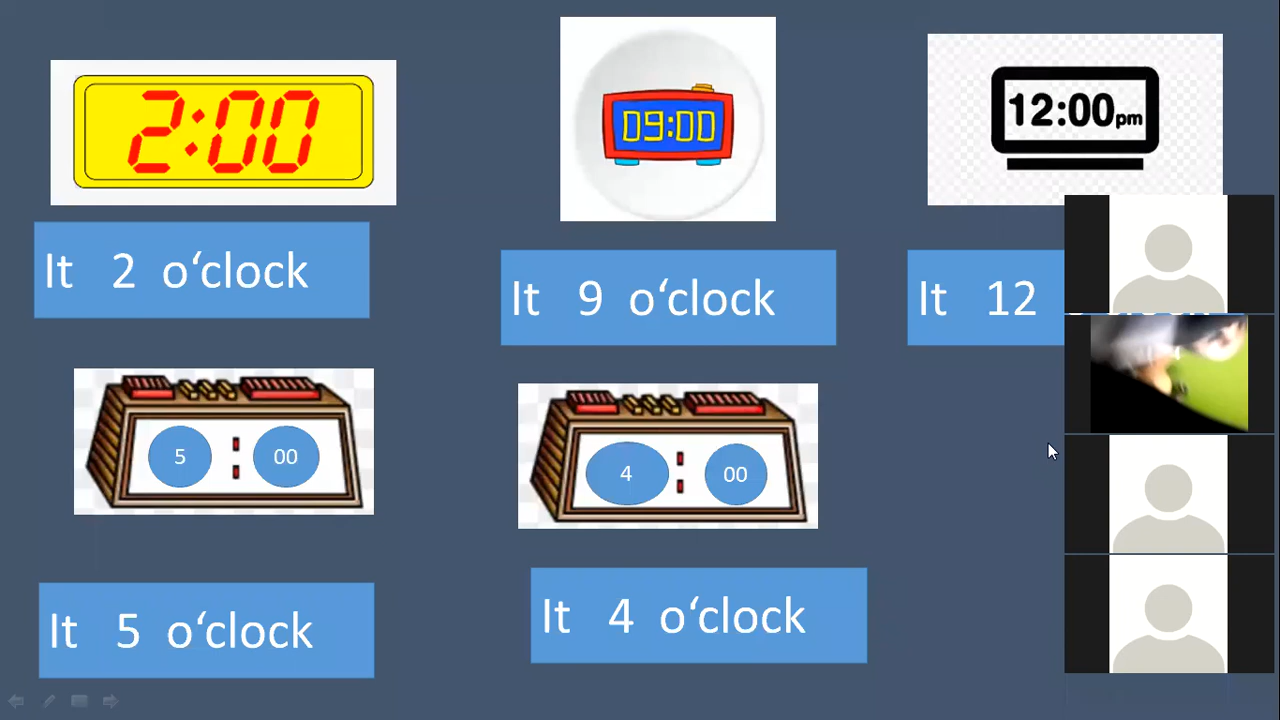 2:00
09:00
12:00pm
It 2 o‘clock
It 9 o‘clock
It 12
5 : 00
4 : 00
It 5 o‘clock
It 4 o‘clock